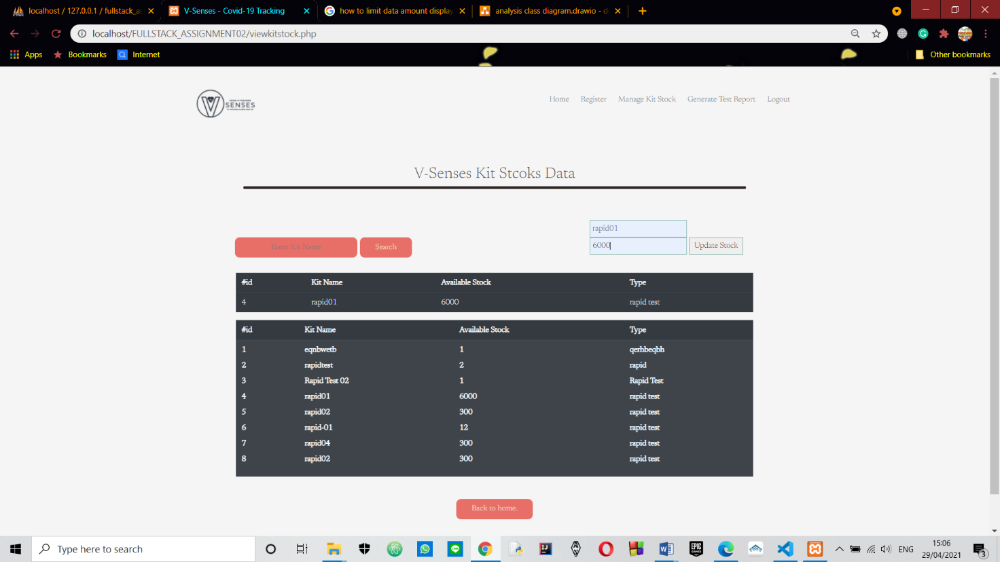 localhost / 127.0.0.1 / fullstack_as
V-Senses - Covid-19 Tracking
how to limit data amount display
analysis class diagram.drawio - d
localhost/FULLSTACK_ASSIGNMENT02/viewkitstock.php
Apps
Bookmarks
Internet
Other bookmarks
SENSES
Home
Register
Manage Kit Stock
Generate Test Report
Logout
V-Senses Kit Stcoks Data
rapid01
Enter Kit Name
Search
6000
Update Stock
#id Kit Name Available Stock Type
4 rapid01 6000 rapid test
#id Kit Name Available Stock Type
1 eqnbwetb 1 qerhbeqbh
2 rapidtest 2 rapid
3 Rapid Test 02 1 Rapid Test
4 rapid01 6000 rapid test
5 rapid02 300 rapid test
6 rapid-01 12 rapid test
7 rapid04 300 rapid test
8 rapid02 300 rapid test
Back to home.
Type here to search
ENG
15:06
29/04/2021
3